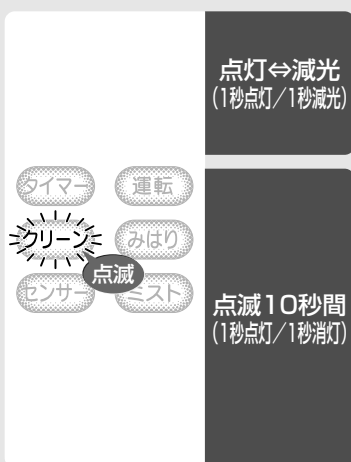 点灯⇔減光
(1秒点灯／1秒減光)
タイマー 運転
クリーン みはり
点滅
センサー ミスト
点滅10秒間
(1秒点灯／1秒消灯)